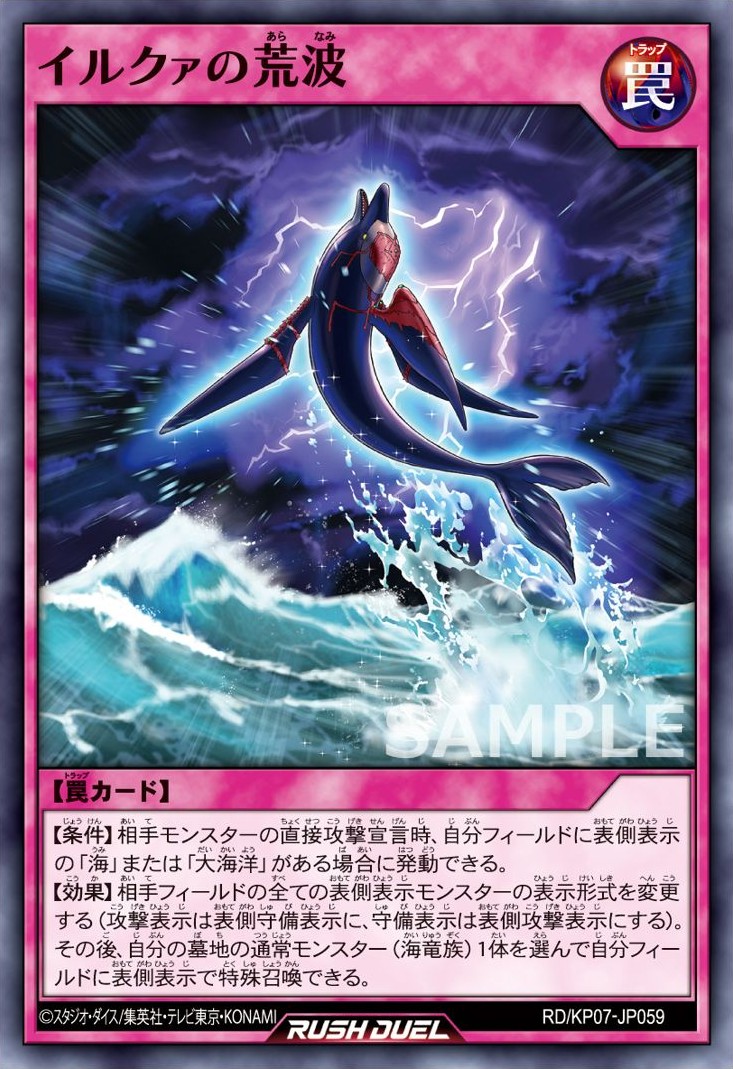 イルクァの荒波
トラップ
罠
SAMPLE
【罠カード】
【条件】相手モンスターの直接攻撃宣言時、自分フィールドに表側表示
の「海」または「大海洋」がある場合に発動できる。
【効果】相手フィールドの全ての表側表示モンスターの表示形式を変更
する（攻撃表示は表側守備表示に、守備表示は表側攻撃表示にする）。
その後、自分の墓地の通常モンスター（海竜族）1体を選んで自分フィー
ルドに表側表示で特殊召喚できる。
©スタジオ・ダイス/集英社・テレビ東京・KONAMI
RUSH DUEL
RD/KP07-JP059